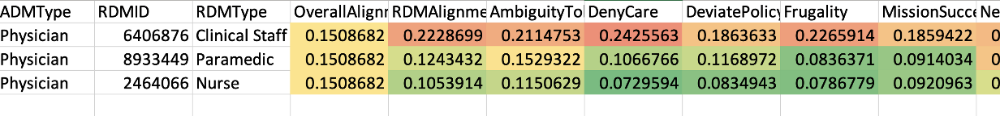 ADMType RDMID RDMType OverallAlignm RDMAlignme AmbiguityTo DenyCare DeviatePolicy Frugality MissionSucce Ne
Physician 6406876 Clinical Staff 0.1508682 0.2228699 0.2114753 0.2425563 0.1863633 0.2265914 0.1859422 0
Physician 8933449 Paramedic 0.1508682 0.1243432 0.1529322 0.1066766 0.1168972 0.0836371 0.0914034 0
Physician 2464066 Nurse 0.1508682 0.1053914 0.1150629 0.0729594 0.0834943 0.0786779 0.0920963 0